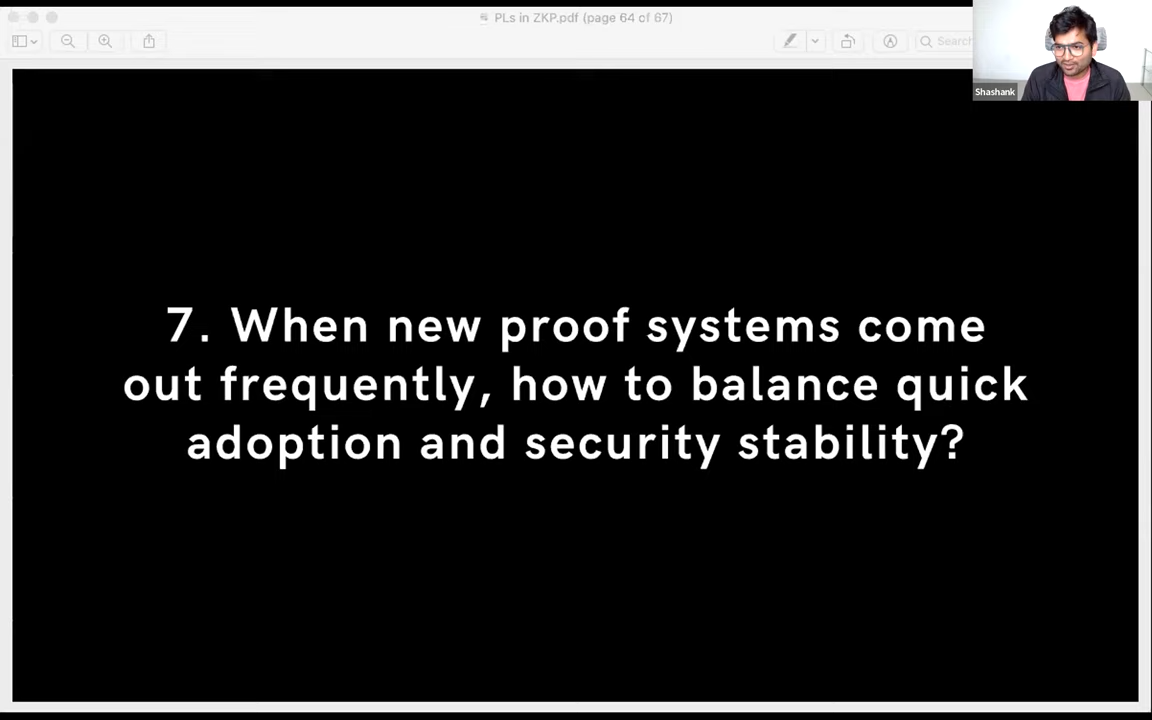 PLs in ZKP.pdf (page 64 of 67)
Search
Shashank
7. When new proof systems come
out frequently, how to balance quick
adoption and security stability?